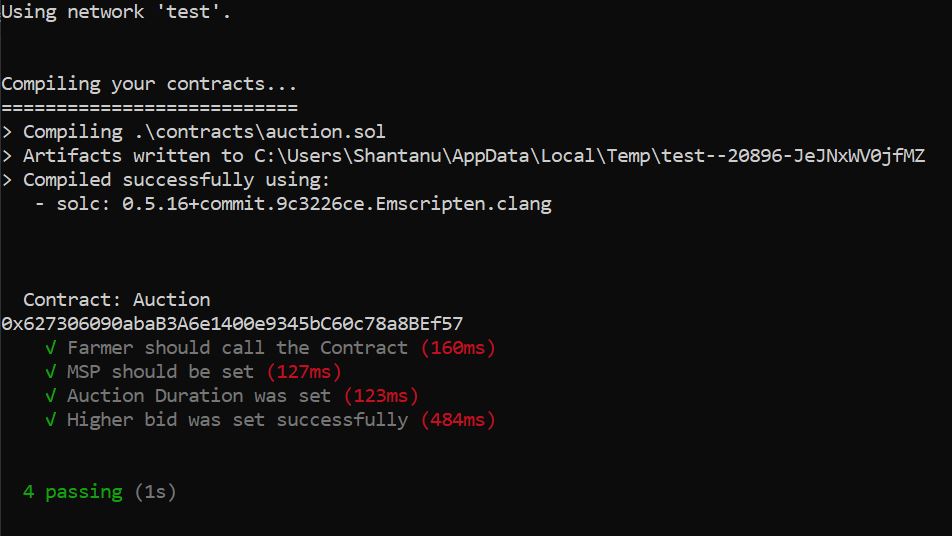 Using network 'test'.
Compiling your contracts...
===========================
> Compiling .\contracts\auction.sol
> Artifacts written to C:\Users\Shantanu\AppData\Local\Temp\test--20896-JeJNxWV0jfMZ
> Compiled successfully using:
- solc: 0.5.16+commit.9c3226ce.Emscripten.clang
Contract: Auction
0x627306090abaB3A6e1400e9345bC60c78a8BEf57
√ Farmer should call the Contract (160ms)
√ MSP should be set (127ms)
√ Auction Duration was set (123ms)
√ Higher bid was set successfully (484ms)
4 passing (1s)